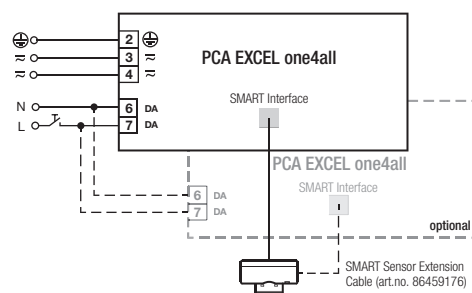 2
PCA EXCEL one4all
3
4
SMART Interface
N 6 DA
L 7 DA
PCA EXCEL one4all
SMART Interface
6 DA
7 DA
optional
SMART Sensor Extension
Cable (art.no. 86459176)